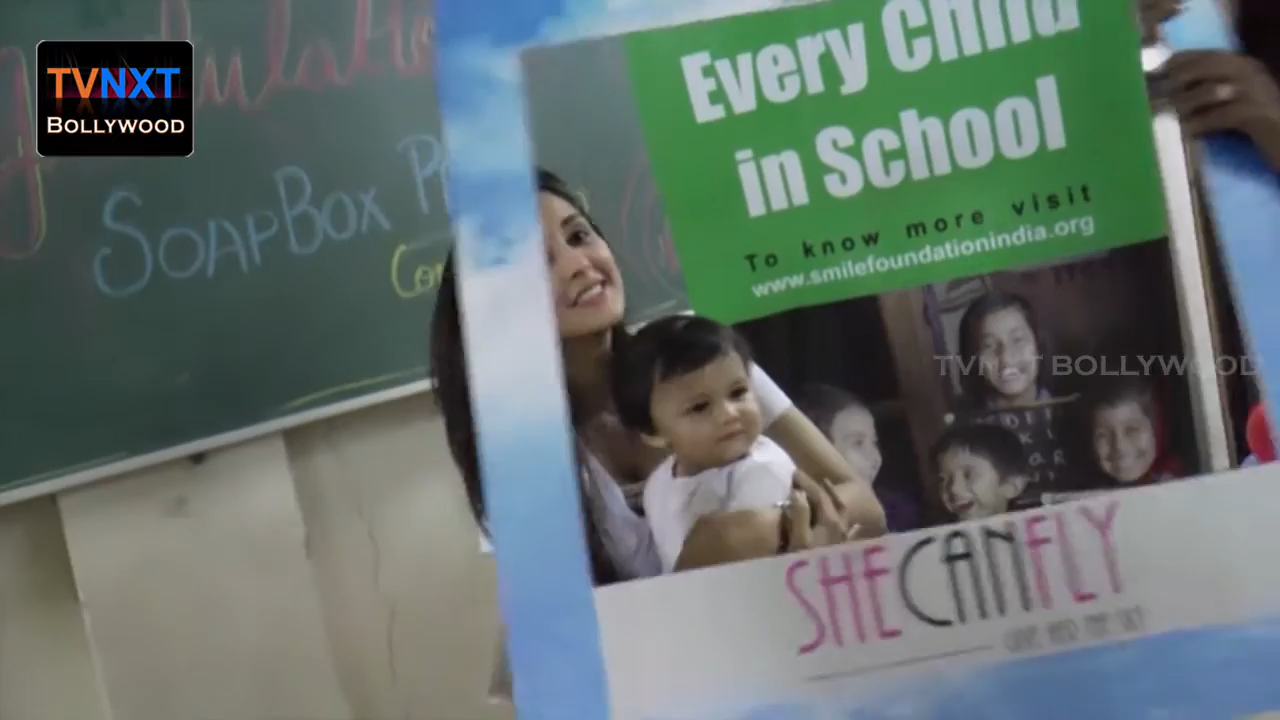 TVNXT
BOLLYWOOD
SOAPBOX
Every Child
in School
To know more visit
www.smilefoundationindia.org
TVNXT BOLLYWOOD
SHECANFLY